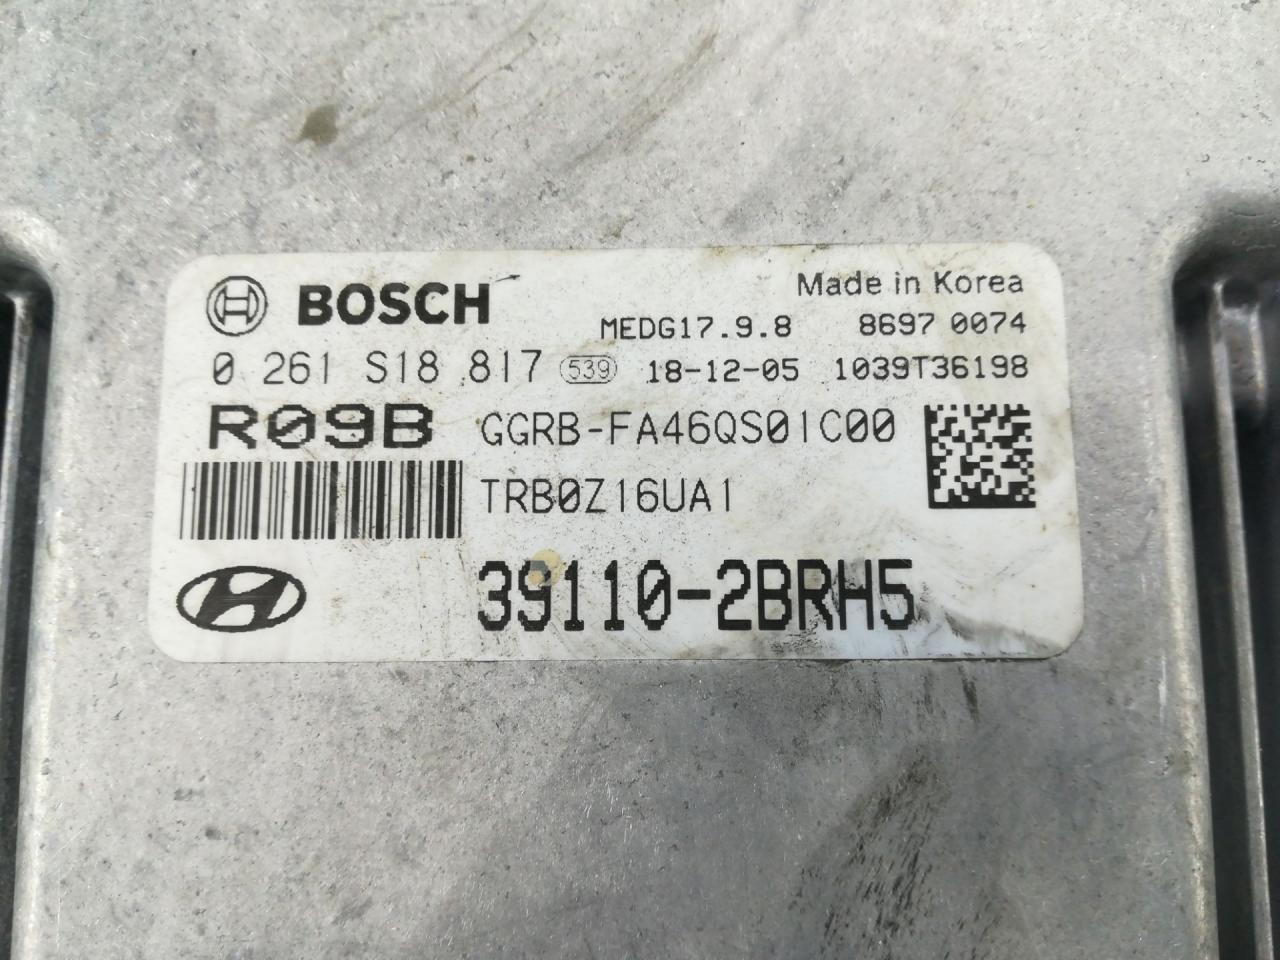 BOSCH
Made in Korea
MEDG17.9.8 8697 0074
0 261 S18 817 539 18-12-05 1039T36198
R09B GGRB-FA46QS01C00
TRB0Z16UA1
39110-2BRH5